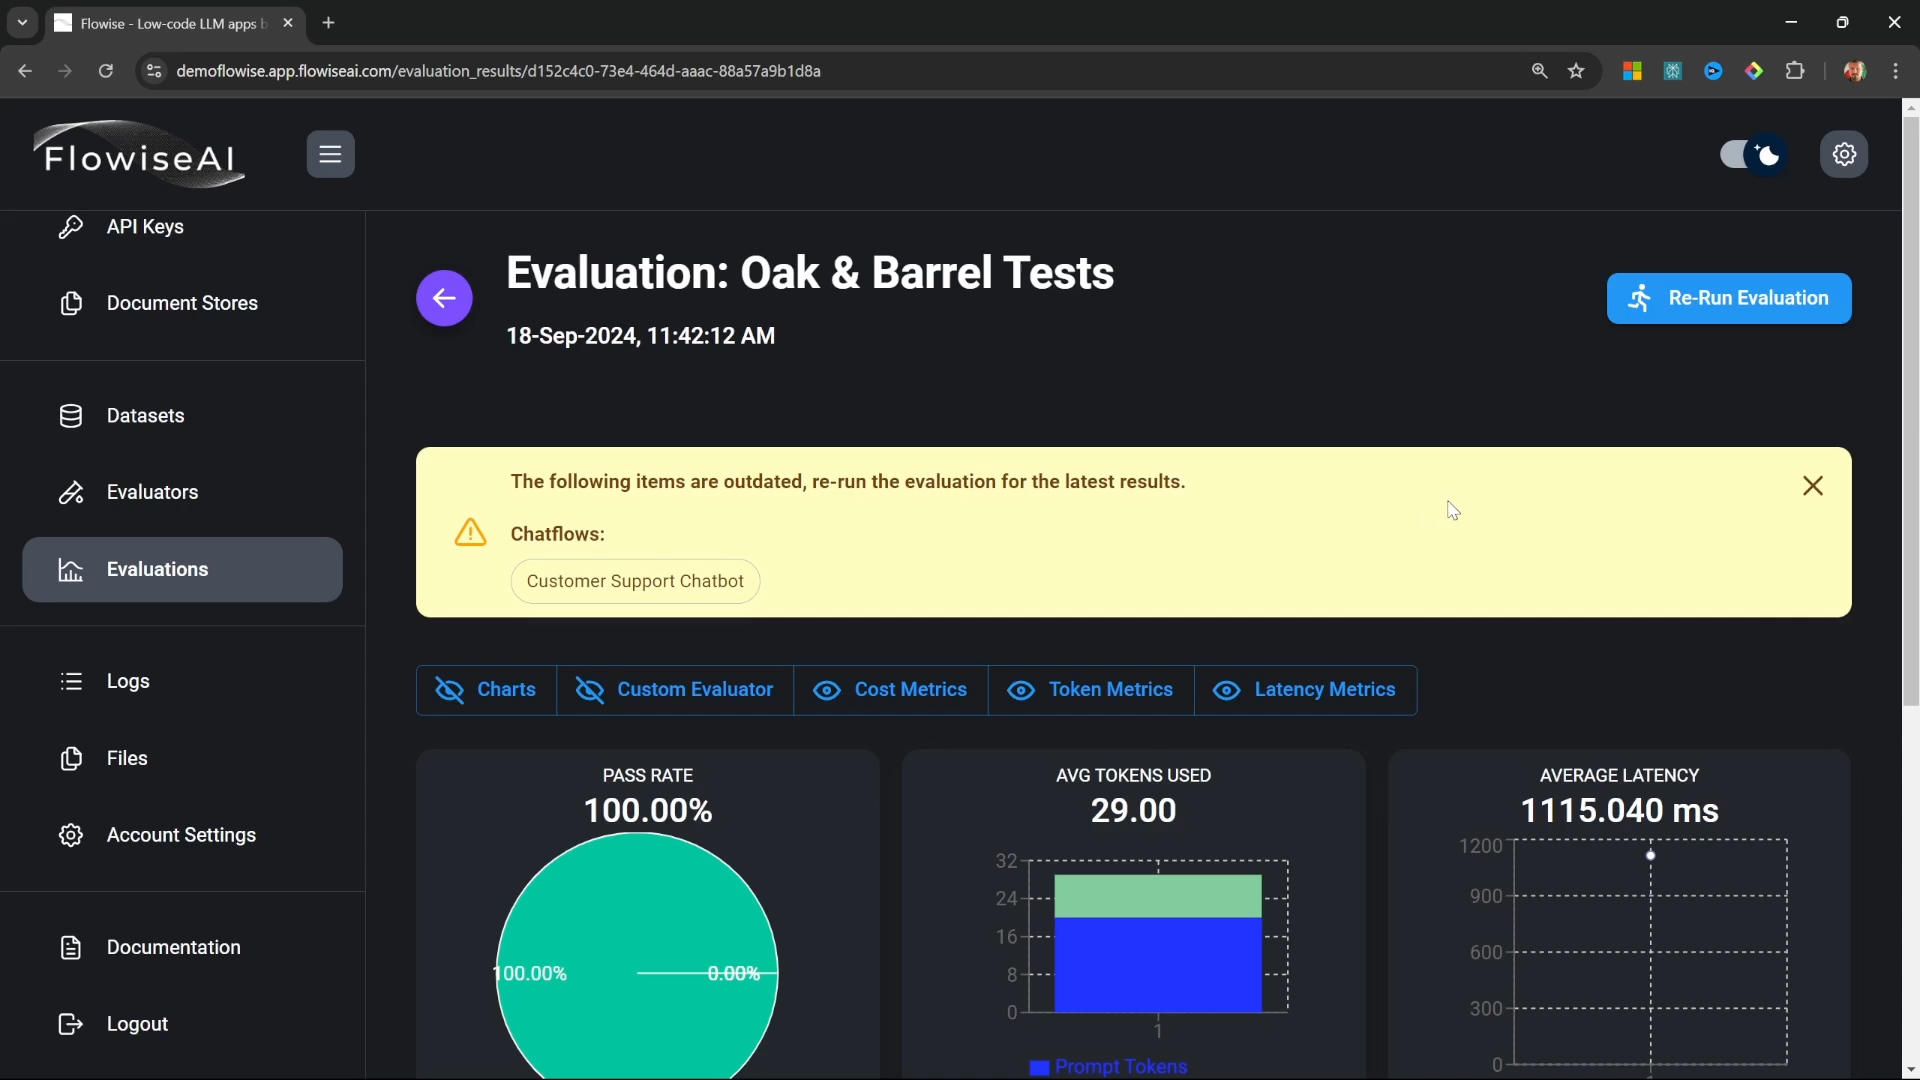 Flowise - Low-code LLM apps b
demoflowise.app.flowiseai.com/evaluation_results/d152c4c0-73e4-464d-aaac-88a57a9b1d8a
FlowiseAI
API Keys
Document Stores
Datasets
Evaluators
Evaluations
Logs
Files
Account Settings
Documentation
Logout
Evaluation: Oak & Barrel Tests
18-Sep-2024, 11:42:12 AM
Re-Run Evaluation
The following items are outdated, re-run the evaluation for the latest results.
Chatflows:
Customer Support Chatbot
Charts
Custom Evaluator
Cost Metrics
Token Metrics
Latency Metrics
PASS RATE
100.00%
100.00%
0.00%
AVG TOKENS USED
29.00
32
24
16
8
0
1
Prompt Tokens
AVERAGE LATENCY
1115.040 ms
1200
900
600
300
0